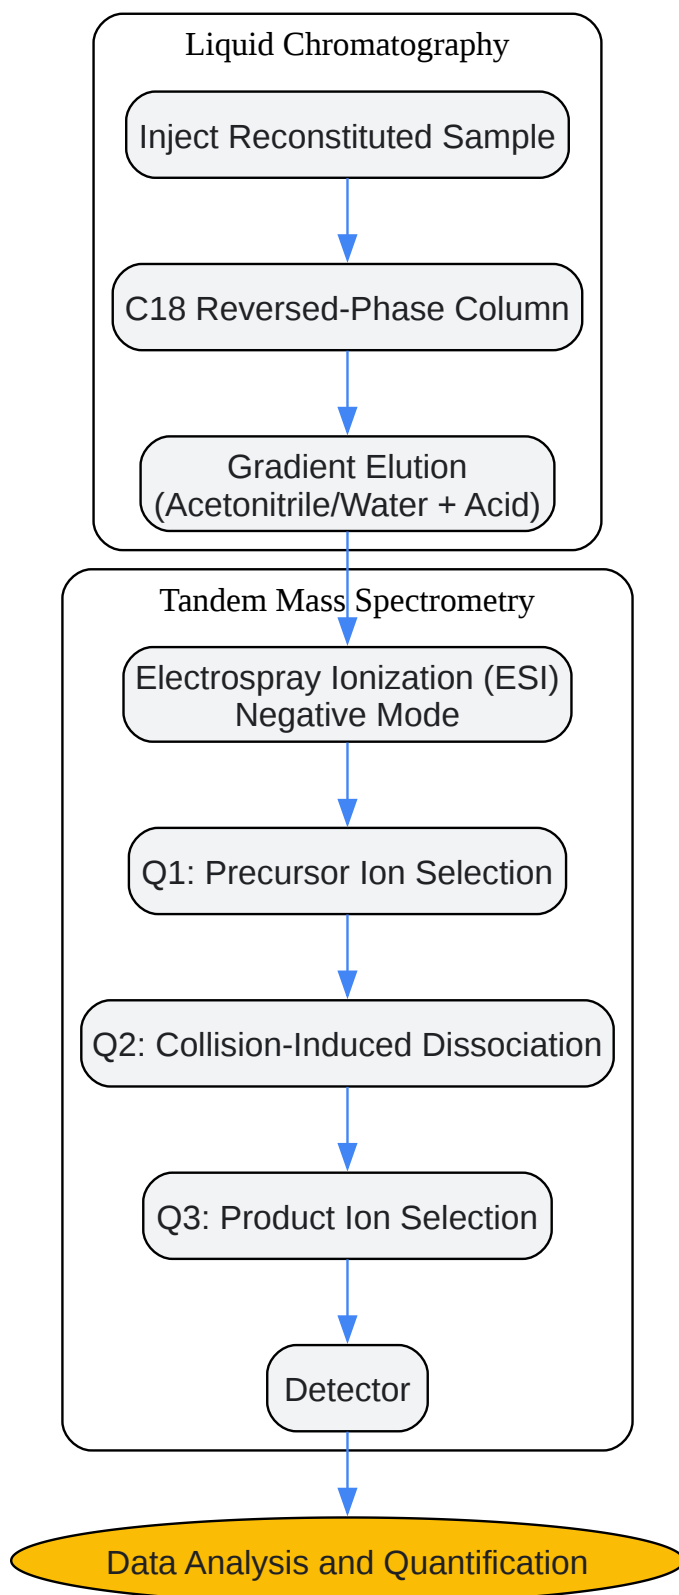 Liquid Chromatography
Inject Reconstituted Sample
C18 Reversed-Phase Column
Gradient Elution
(Acetonitrile/Water + Acid)
Tandem Mass Spectrometry
Electrospray Ionization (ESI)
Negative Mode
Q1: Precursor Ion Selection
Q2: Collision-Induced Dissociation
Q3: Product Ion Selection
Detector
Data Analysis and Quantification